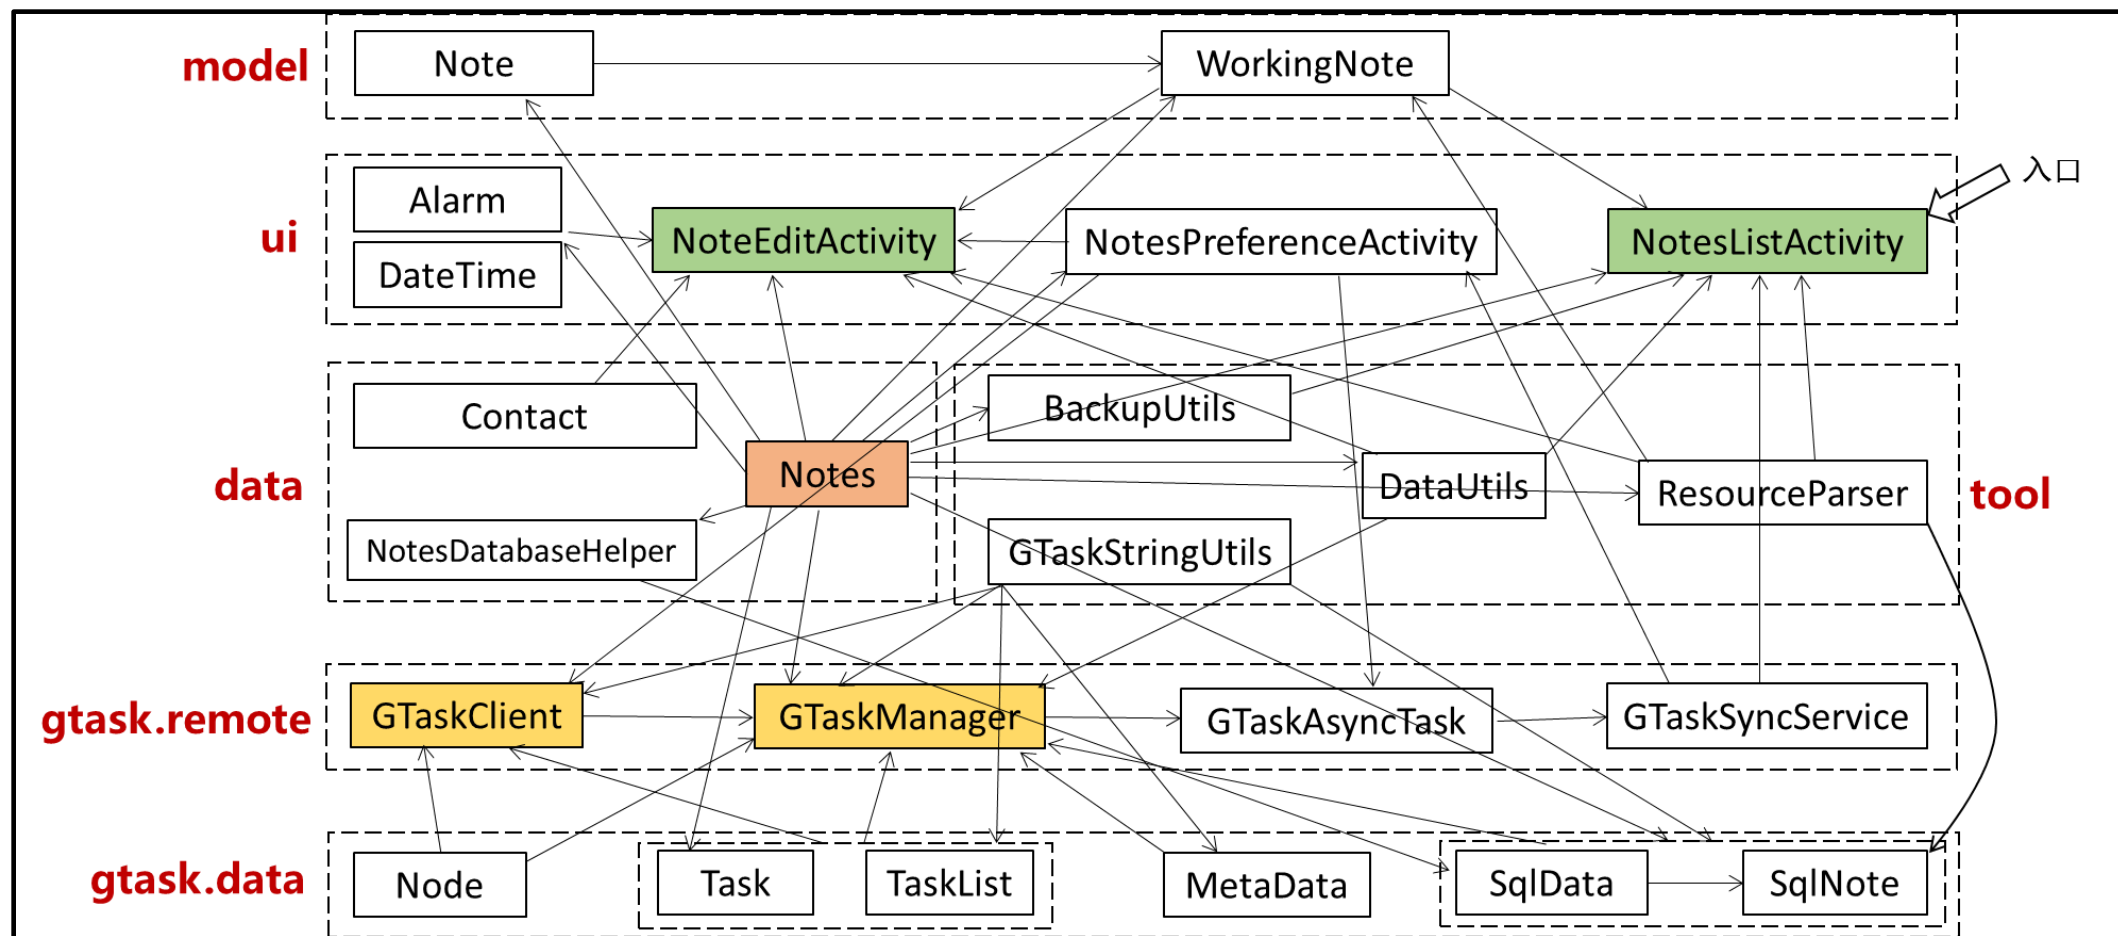 model
Note
WorkingNote
入口
ui
Alarm
NoteEditActivity
NotesPreferenceActivity
NotesListActivity
DateTime
data
Contact
BackupUtils
Notes
DataUtils
ResourceParser
tool
NotesDatabaseHelper
GTaskStringUtils
gtask.remote
GTaskClient
GTaskManager
GTaskAsyncTask
GTaskSyncService
gtask.data
Node
Task
TaskList
MetaData
SqlData
SqlNote